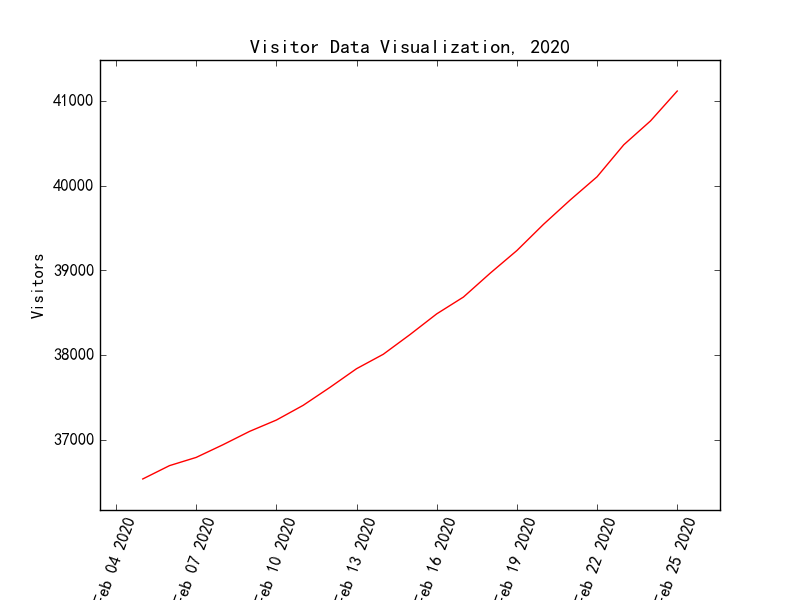 Visitor Data Visualization, 2020
41000
40000
39000
38000
37000
Visitors
Feb 04 2020
Feb 07 2020
Feb 10 2020
Feb 13 2020
Feb 16 2020
Feb 19 2020
Feb 22 2020
Feb 25 2020